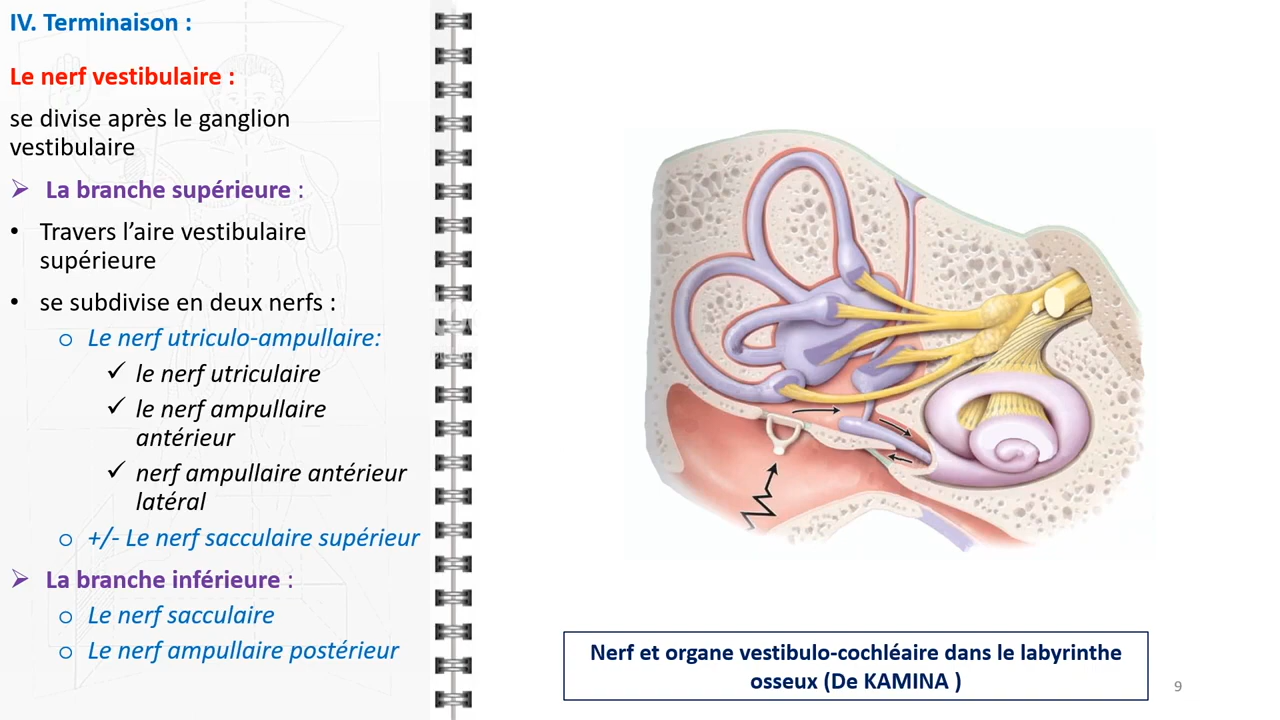 IV. Terminaison :
Le nerf vestibulaire :
se divise après le ganglion
vestibulaire
➢ La branche supérieure :
• Travers l’aire vestibulaire
supérieure
• se subdivise en deux nerfs :
o Le nerf utriculo-ampullaire:
✓ le nerf utriculaire
✓ le nerf ampullaire
antérieur
✓ nerf ampullaire antérieur
latéral
o +/- Le nerf sacculaire supérieur
➢ La branche inférieure :
o Le nerf sacculaire
o Le nerf ampullaire postérieur
Nerf et organe vestibulo-cochléaire dans le labyrinthe
osseux (De KAMINA )
9